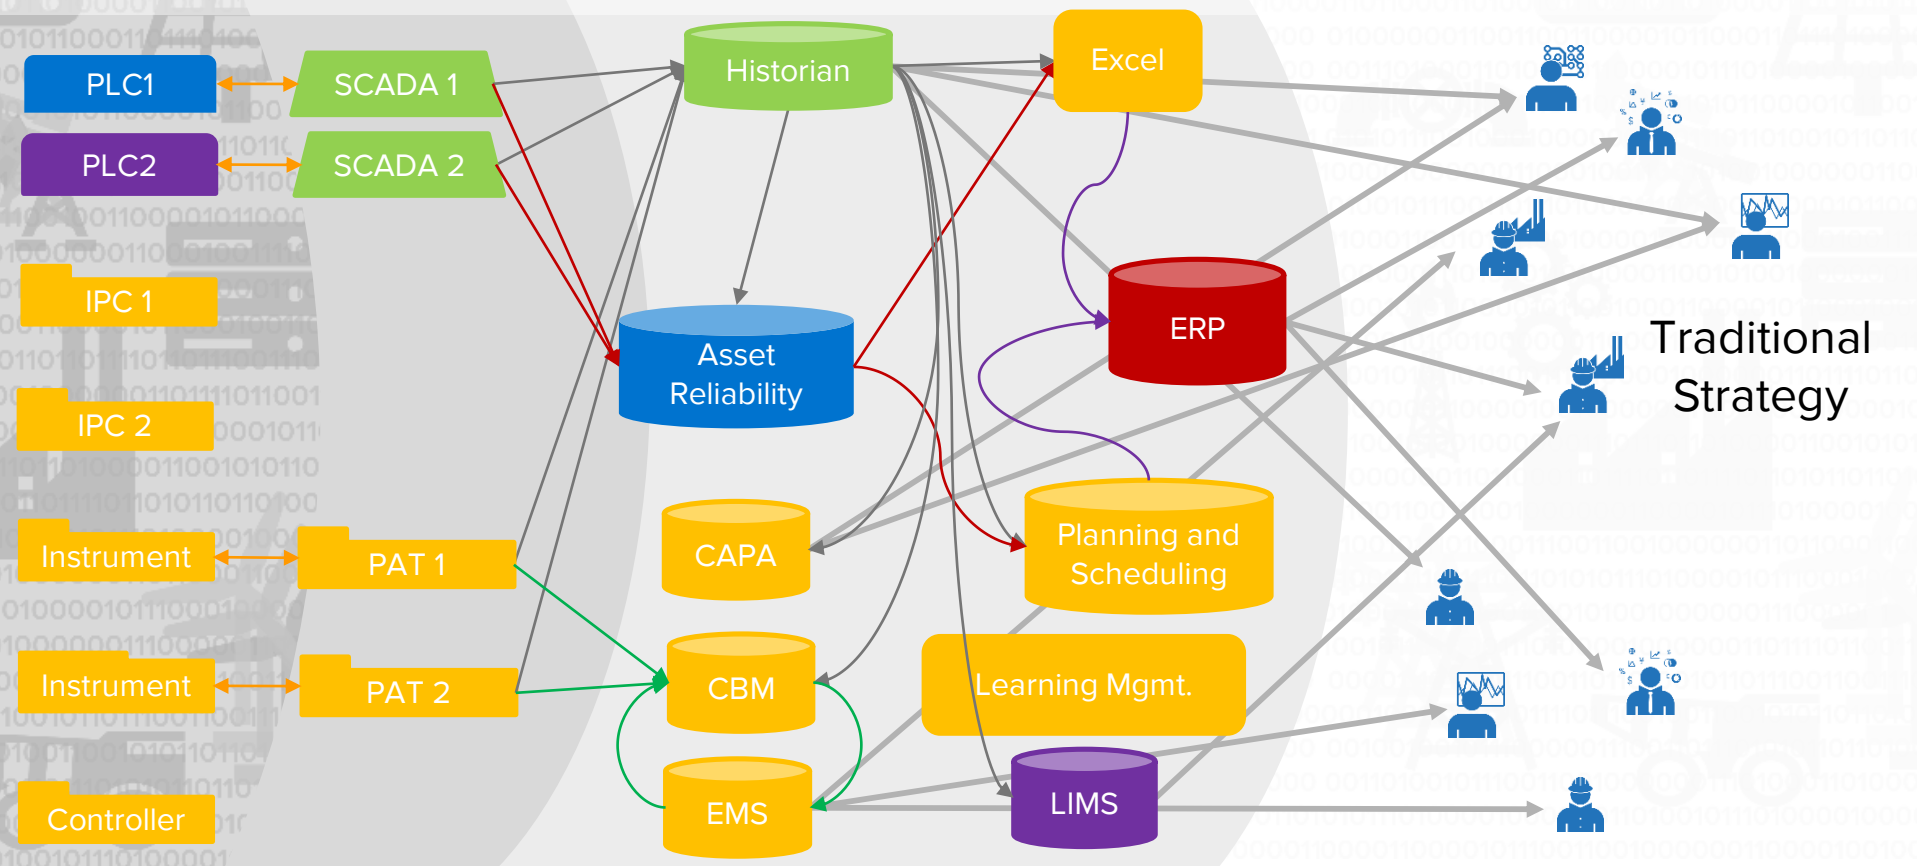 PLC1
SCADA 1
Historian
Excel
PLC2
SCADA 2
IPC 1
ERP
Traditional
Strategy
Asset
Reliability
IPC 2
Instrument
PAT 1
CAPA
Planning and
Scheduling
Instrument
PAT 2
CBM
Learning Mgmt.
Controller
EMS
LIMS